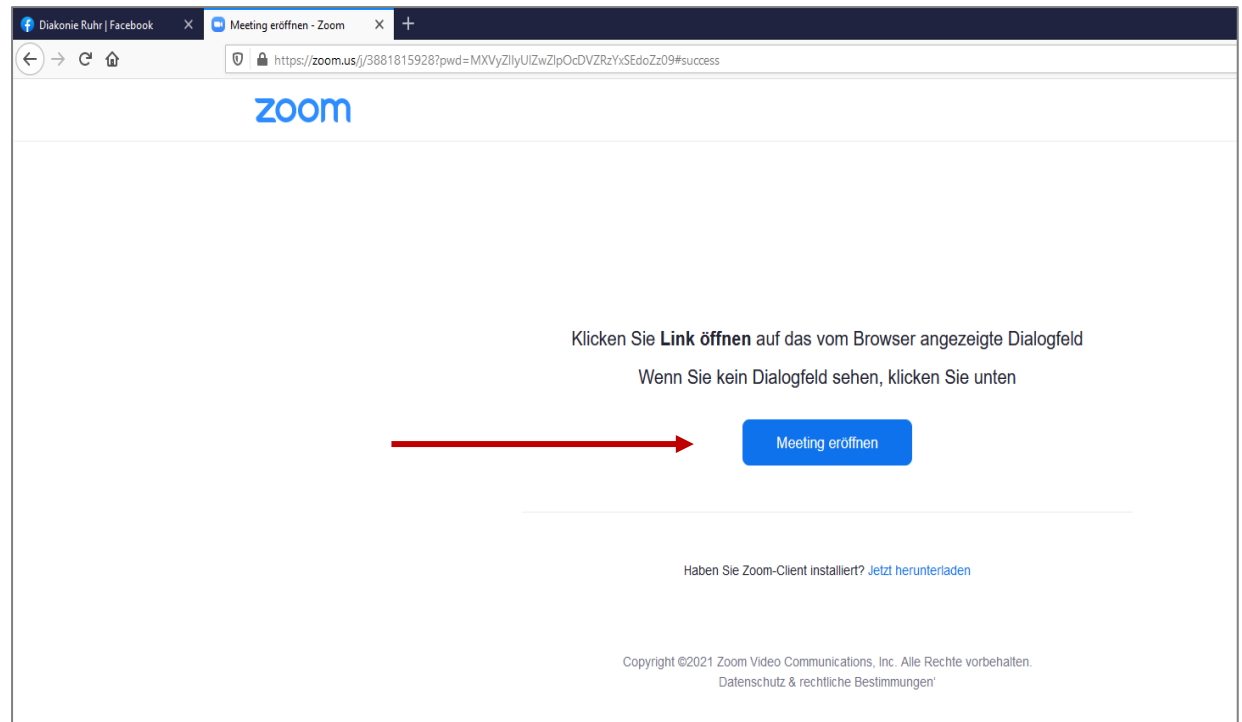 Diakonie Ruhr | Facebook
Meeting eröffnen - Zoom
https://zoom.us/j/3881815928?pwd=MXVyZllyUlZwZlpOcDVZRzYxSEdoZz09#success
zoom
Klicken Sie Link öffnen auf das vom Browser angezeigte Dialogfeld
Wenn Sie kein Dialogfeld sehen, klicken Sie unten
Meeting eröffnen
Haben Sie Zoom-Client installiert? Jetzt herunterladen
Copyright ©2021 Zoom Video Communications, Inc. Alle Rechte vorbehalten.
Datenschutz & rechtliche Bestimmungen'